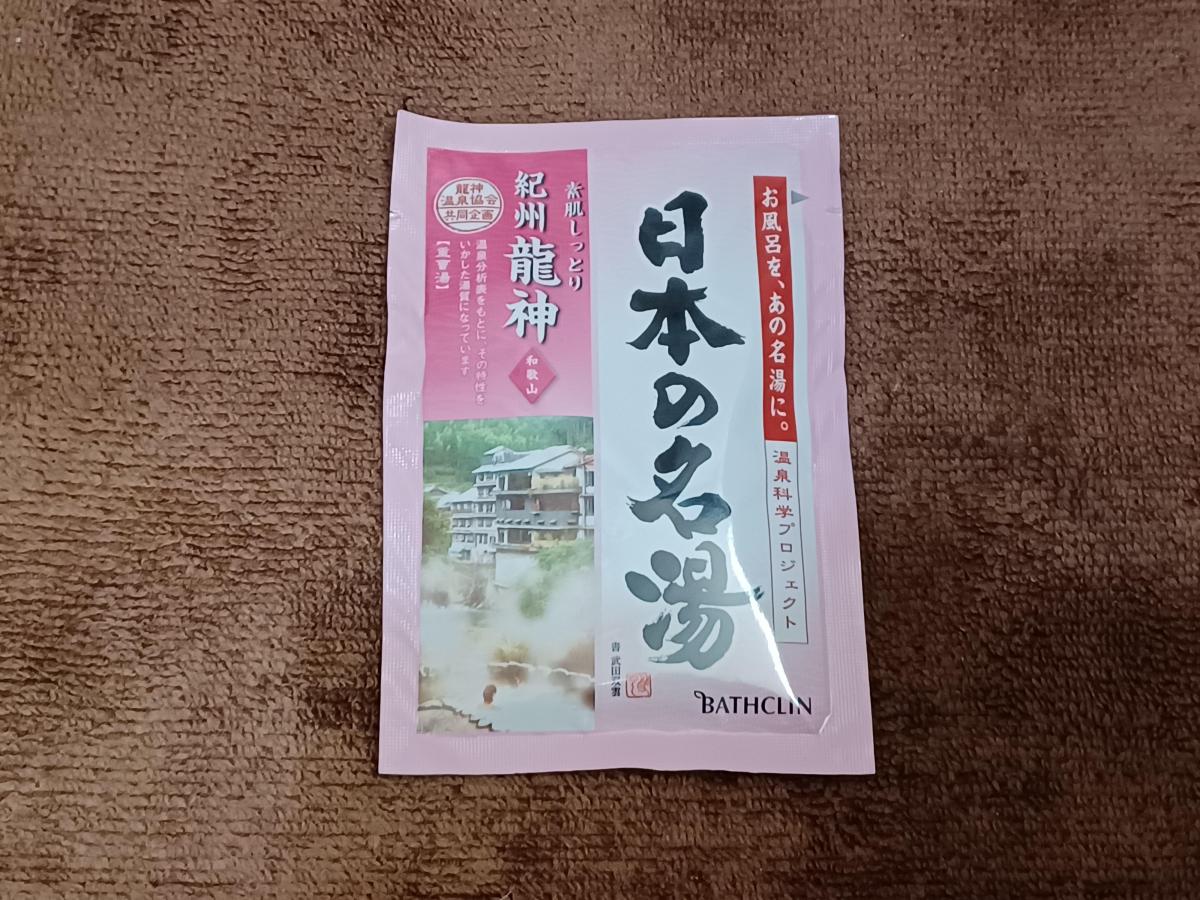 お風呂を、あの名湯に。
温泉科学プロジェクト
日本の名湯
書 武田双雲
BATHCLIN
素肌しっとり
紀州龍神
和歌山
温泉分析表をもとに、その特性を
いかした湯質になっています
【重曹湯】
龍神
温泉協会
共同企画